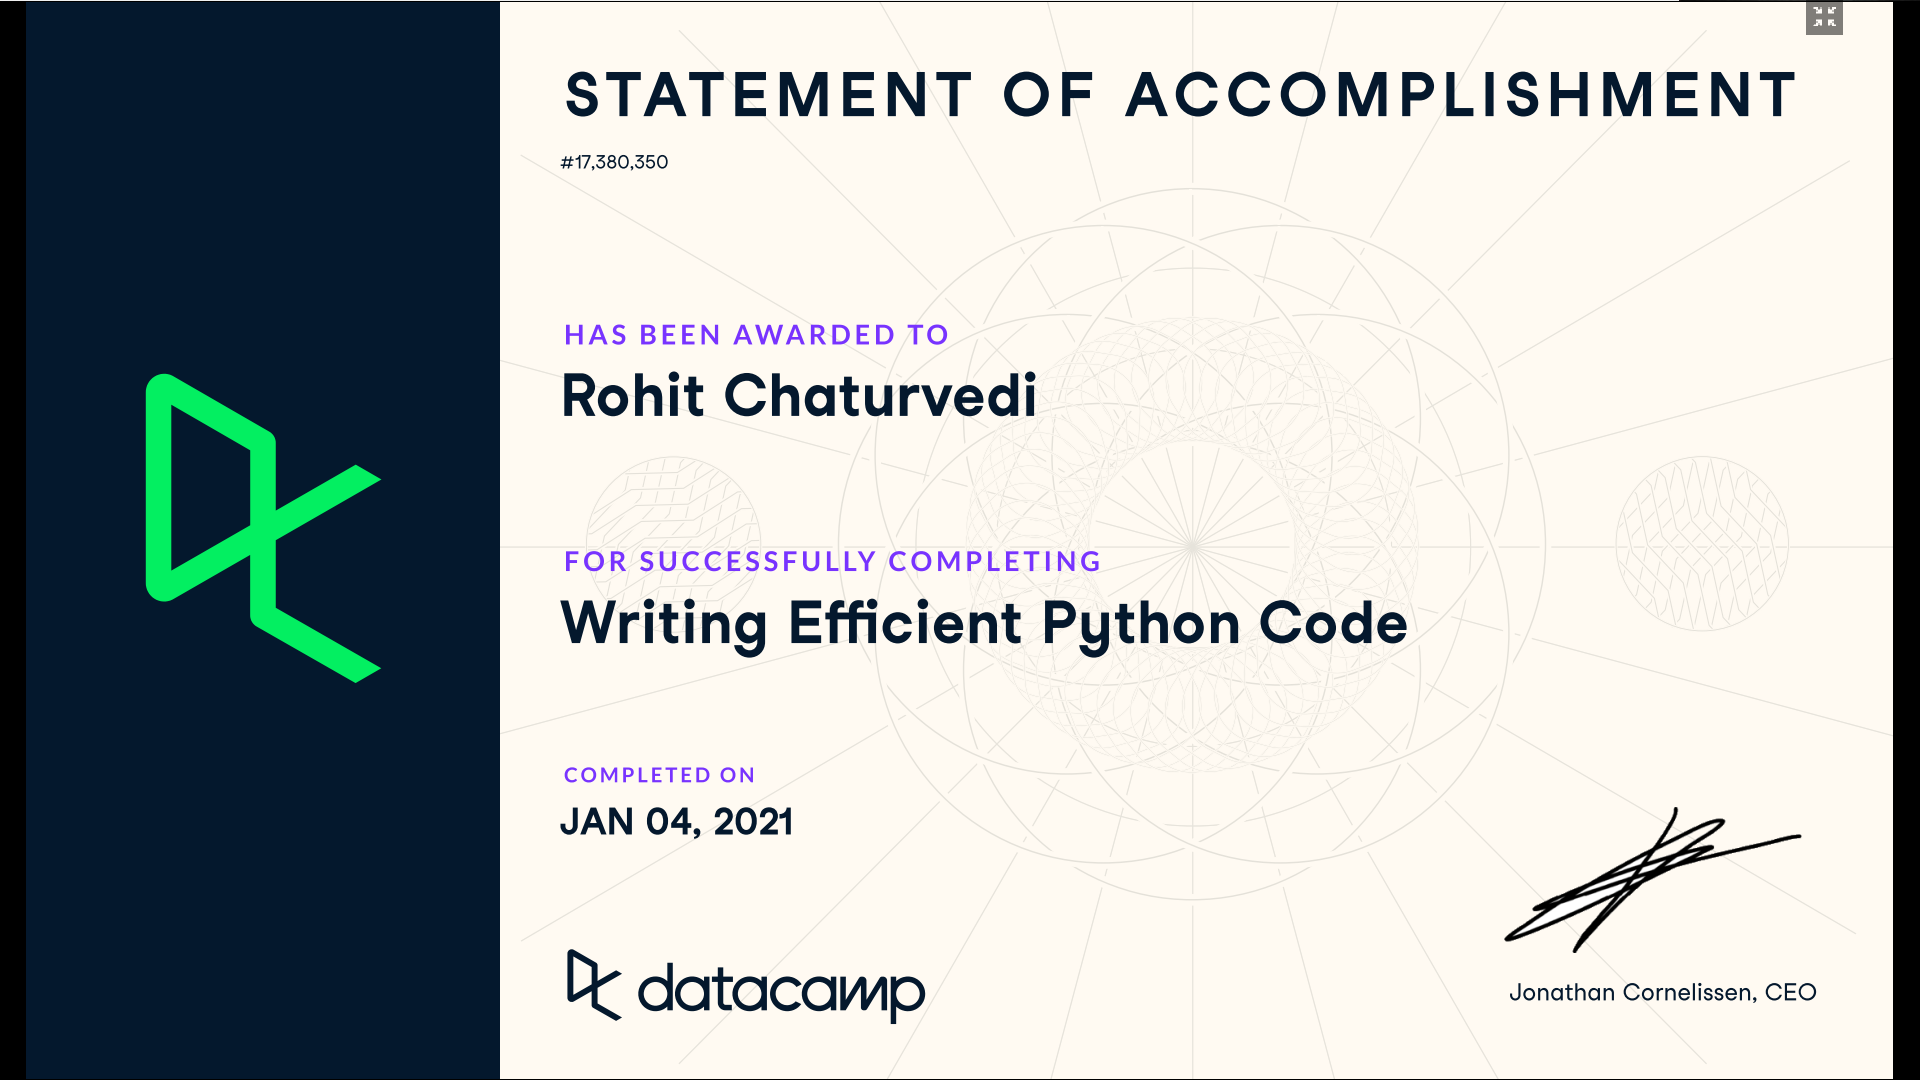 STATEMENT OF ACCOMPLISHMENT
#17,380,350
HAS BEEN AWARDED TO
Rohit Chaturvedi
FOR SUCCESSFULLY COMPLETING
Writing Efficient Python Code
COMPLETED ON
JAN 04, 2021
datacamp
Jonathan Cornelissen, CEO